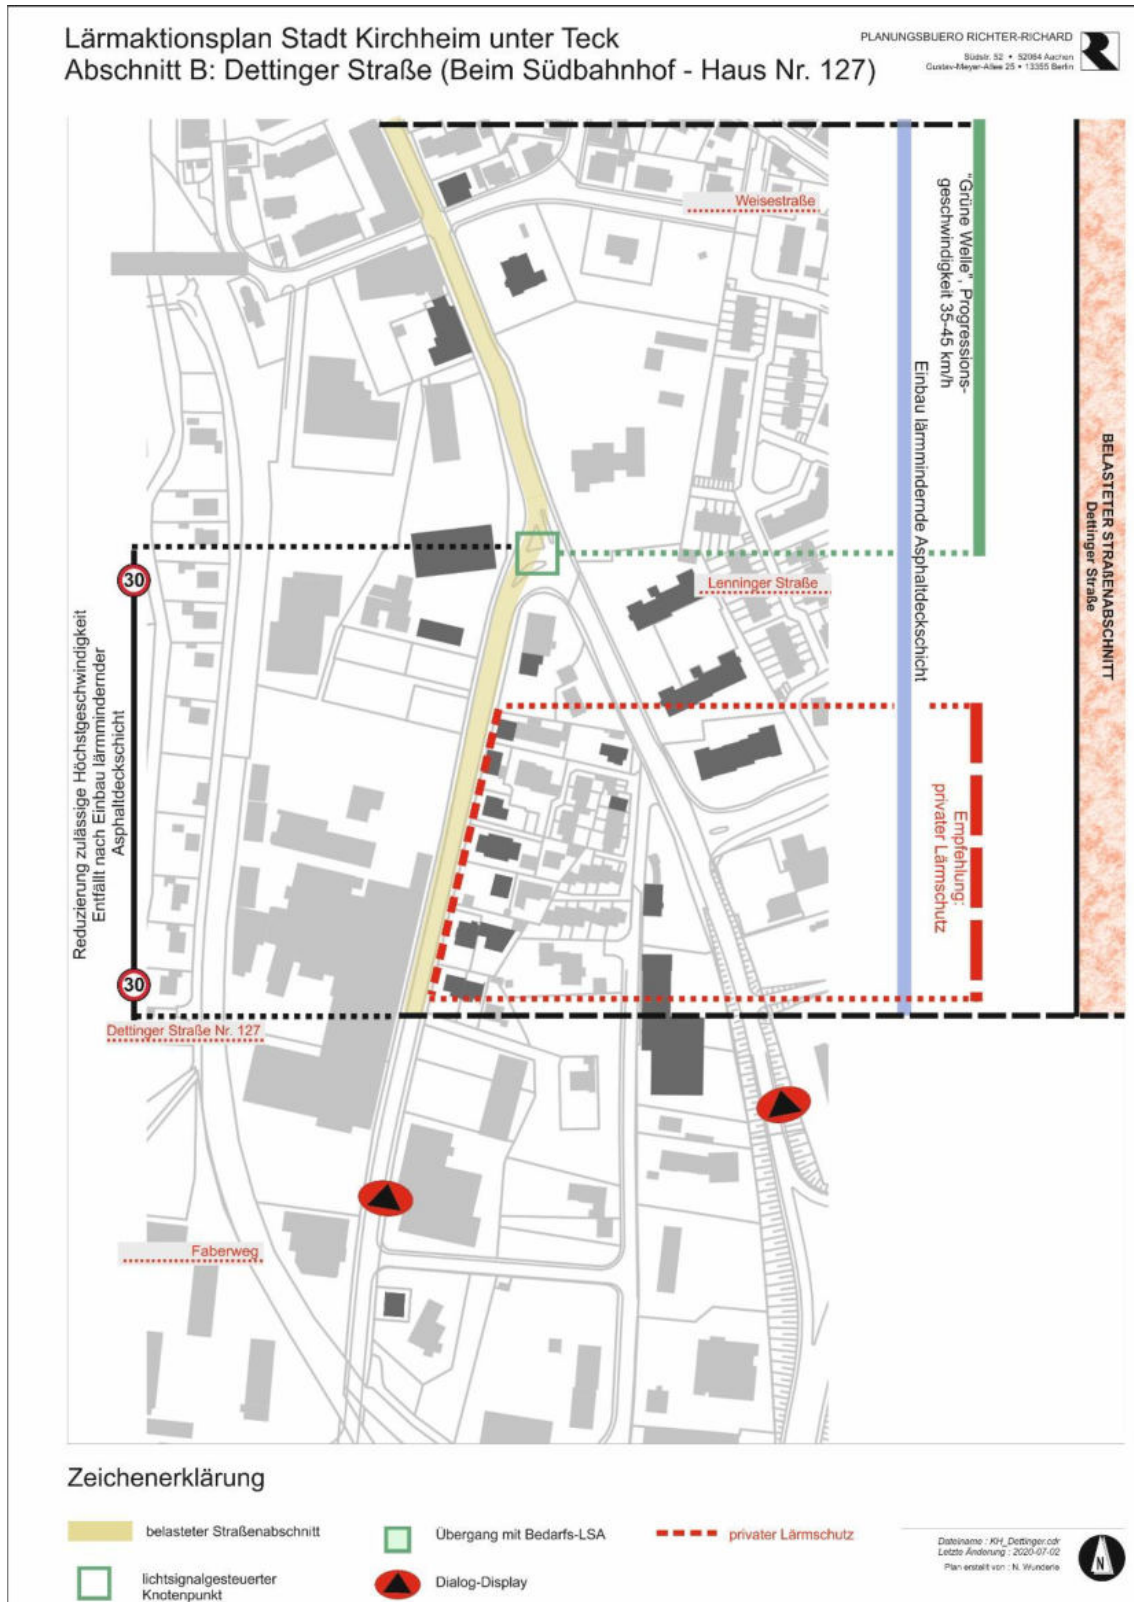 Lärmaktionsplan Stadt Kirchheim unter Teck
Abschnitt B: Dettinger Straße (Beim Südbahnhof - Haus Nr. 127)
PLANUNGSBUERO RICHTER-RICHARD
Südstr. 52 • 52064 Aachen
Gustav-Meyer-Allee 25 • 13355 Berlin
Weisestraße
"Grüne Welle", Progressions-
geschwindigkeit 35-45 km/h
Einbau lärmmindernde Asphaltdeckschicht
BELASTETER STRAßENABSCHNITT
Dettinger Straße
Lenninger Straße
30
Reduzierung zulässige Höchstgeschwindigkeit
Entfällt nach Einbau lärmmindernder
Asphaltdeckschicht
30
Empfehlung:
privater Lärmschutz
Dettinger Straße Nr. 127
Faberweg
Zeichenerklärung
belasteter Straßenabschnitt
Übergang mit Bedarfs-LSA
privater Lärmschutz
lichtsignalgesteuerter
Knotenpunkt
Dialog-Display
Dateiname : KH_Dettinger.cdr
Letzte Änderung : 2020-07-02
Plan erstellt von : N. Wunderle
N